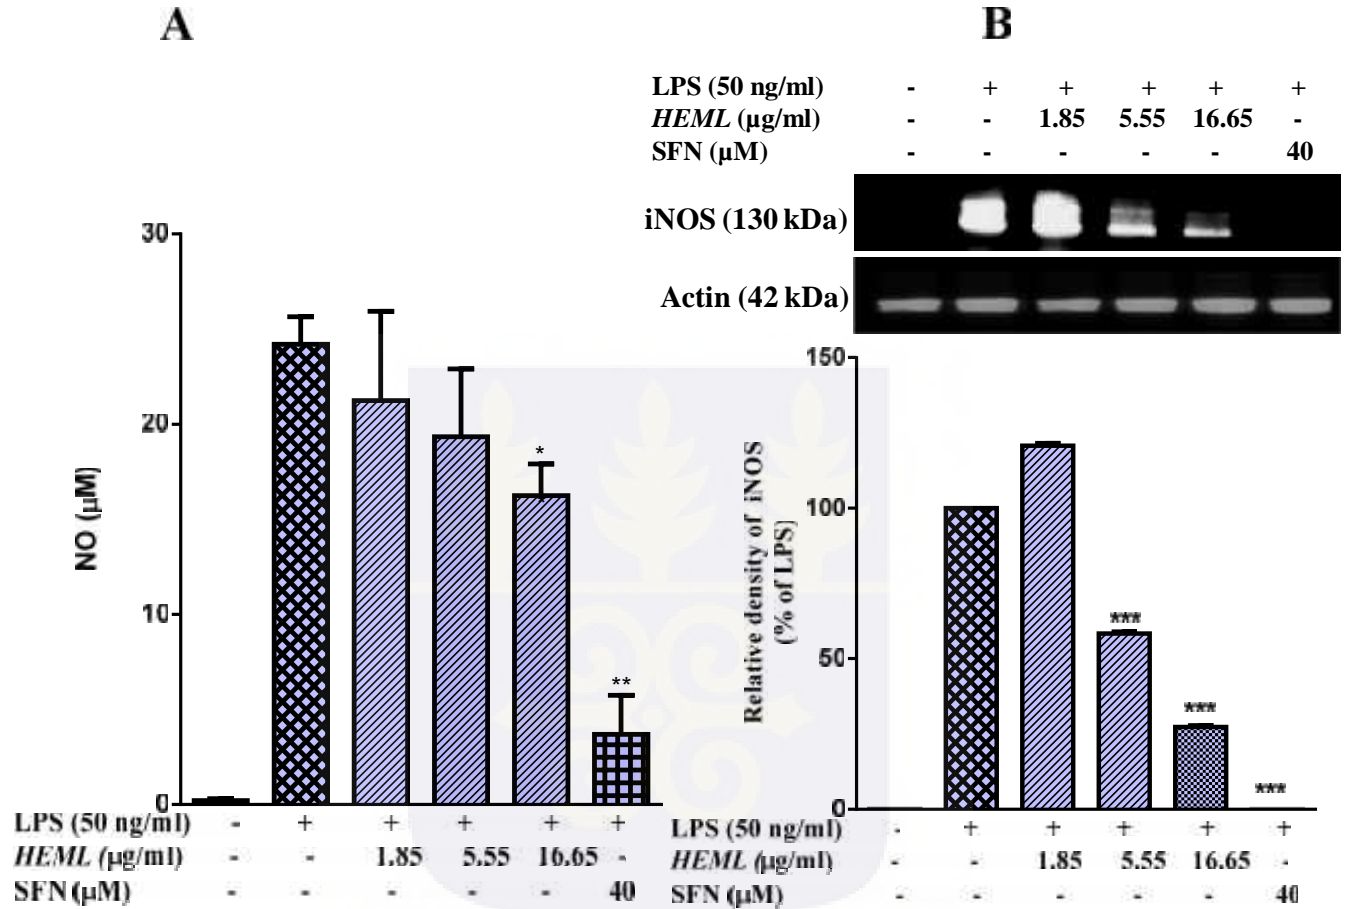 A
B
LPS (50 ng/ml) - + + + + +
HEML (µg/ml) - - 1.85 5.55 16.65 -
SFN (µM) - - - - - 40
iNOS (130 kDa)
Actin (42 kDa)
30
20
10
0
NO (µM)
*
**
LPS (50 ng/ml) - + + + + +
HEML (µg/ml) - - 1.85 5.55 16.65 -
SFN (µM) - - - - - 40
150
100
50
0
Relative density of iNOS
(% of LPS)
***
***
***
LPS (50 ng/ml) - + + + + +
HEML (µg/ml) - - 1.85 5.55 16.65 -
SFN (µM) - - - - - 40